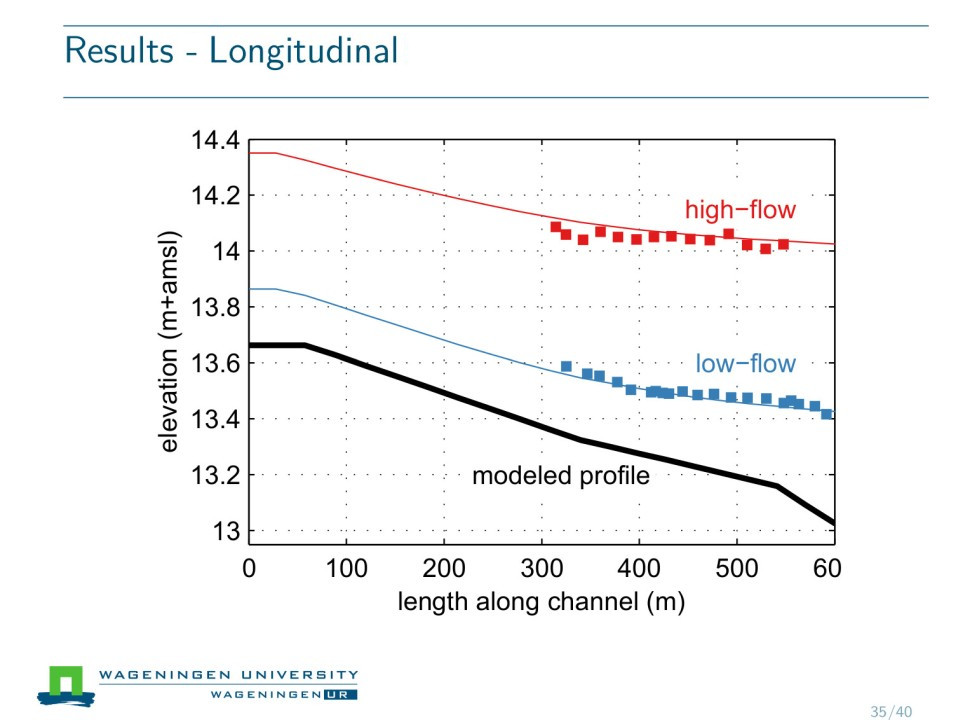 Results - Longitudinal
14.4
14.2
14
13.8
13.6
13.4
13.2
13
elevation (m+amsl)
high−flow
low−flow
modeled profile
0 100 200 300 400 500 60
length along channel (m)
WAGENINGEN UNIVERSITY
WAGENINGEN UR
35/40